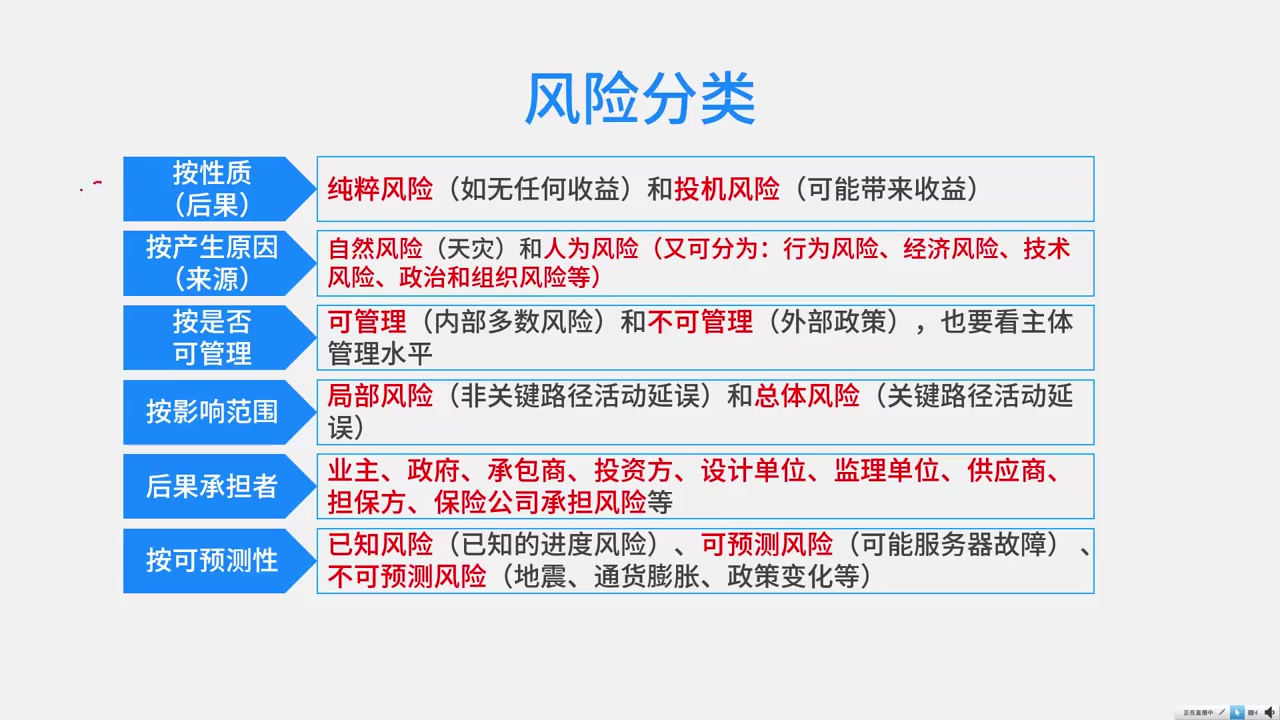 风险分类
按性质
（后果）
纯粹风险（如无任何收益）和投机风险（可能带来收益）
按产生原因
（来源）
自然风险（天灾）和人为风险（又可分为：行为风险、经济风险、技术
风险、政治和组织风险等）
按是否
可管理
可管理（内部多数风险）和不可管理（外部政策），也要看主体
管理水平
按影响范围
局部风险（非关键路径活动延误）和总体风险（关键路径活动延
误）
后果承担者
业主、政府、承包商、投资方、设计单位、监理单位、供应商、
担保方、保险公司承担风险等
按可预测性
已知风险（已知的进度风险）、可预测风险（可能服务器故障）、
不可预测风险（地震、通货膨胀、政策变化等）
正在直播中